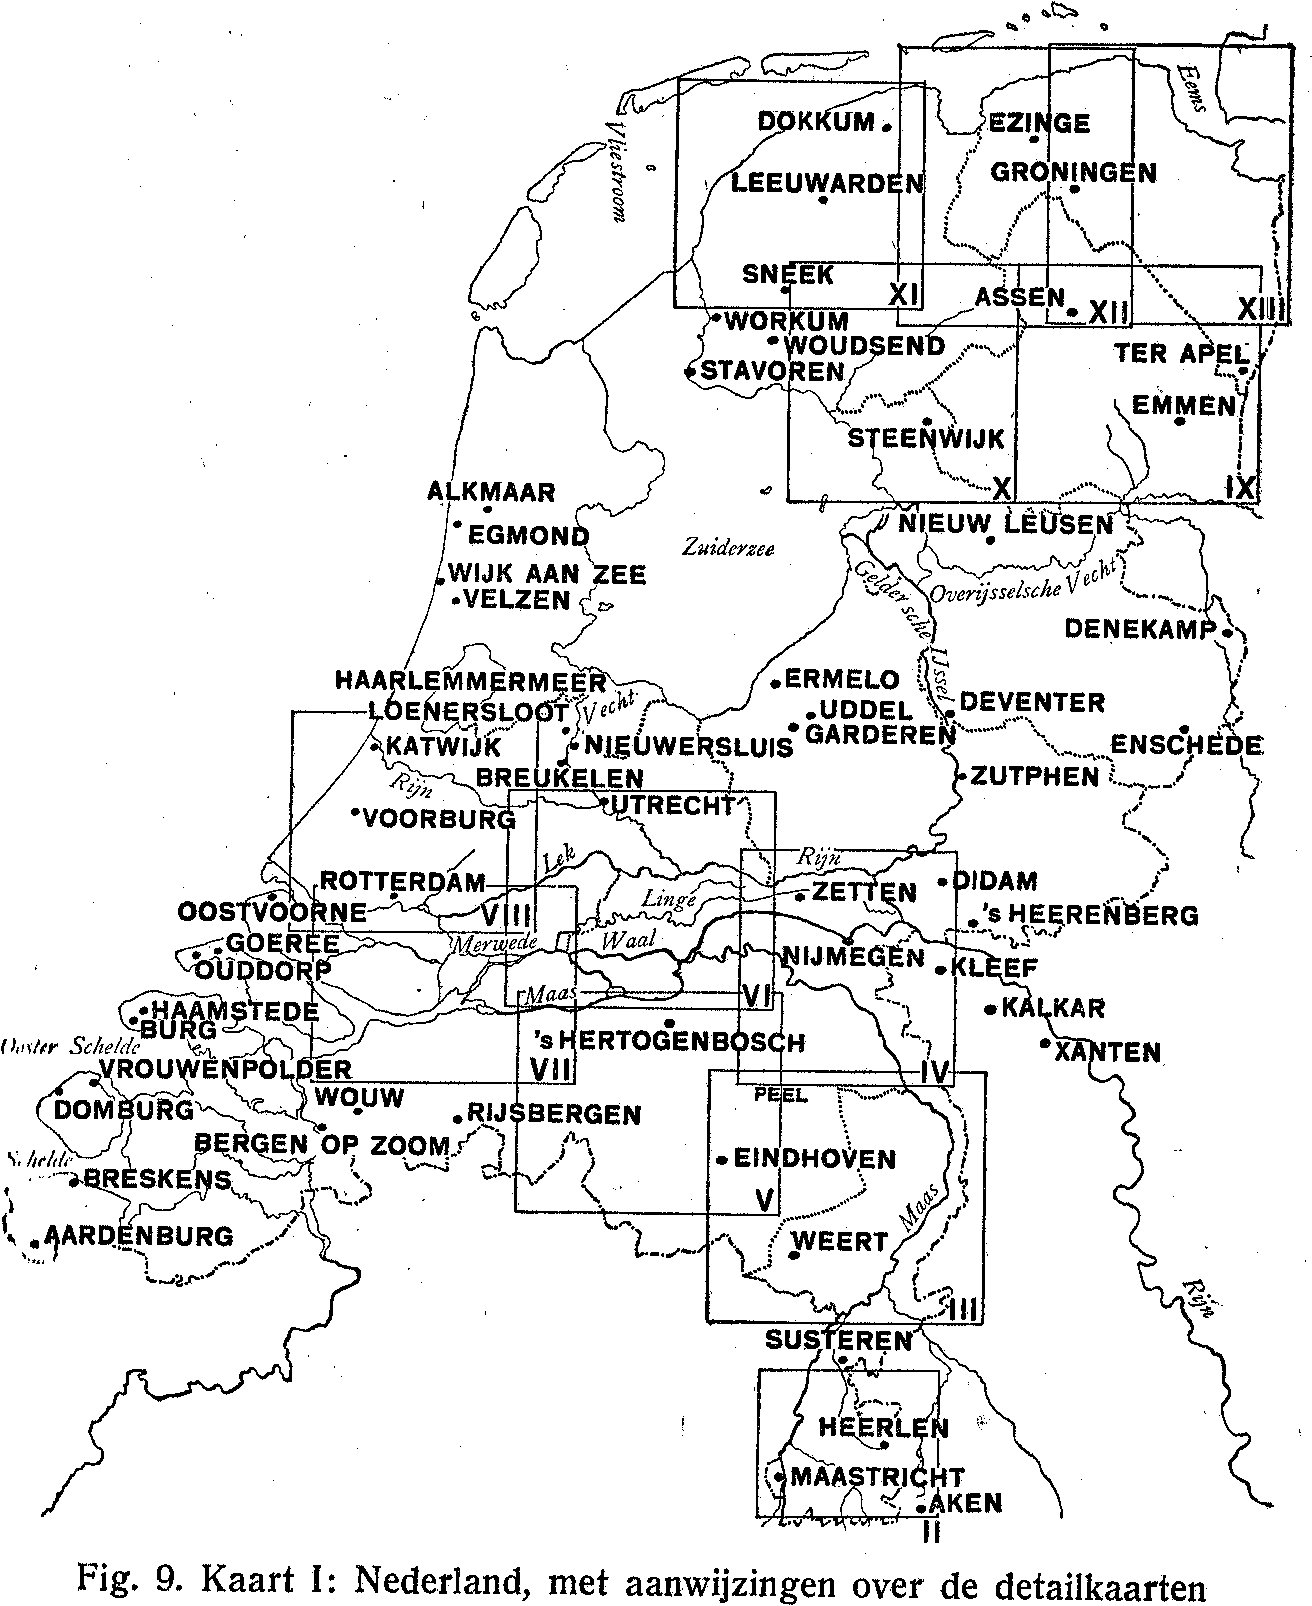 Eems
Vliestroom
DOKKUM
EZINGE
GRONINGEN
LEEUWARDEN
SNEEK
XI
ASSEN
XII
XIII
WORKUM
WOUDSEND
STAVOREN
TER APEL
EMMEN
STEENWIJK
X
IX
ALKMAAR
EGMOND
NIEUW LEUSEN
Zuiderzee
WIJK AAN ZEE
VELZEN
Geldersche IJssel
Overijsselsche Vecht
DENEKAMP
HAARLEMMERMEER
ERMELO
LOENERSLOOT
Vecht
UDDEL
DEVENTER
GARDEREN
KATWIJK
NIEUWERSLUIS
ENSCHEDE
BREUKELEN
ZUTPHEN
Rijn
UTRECHT
VOORBURG
Lek
Rijn
ROTTERDAM
Linge
ZETTEN
DIDAM
OOSTVOORNE
VIII
's HEERENBERG
GOEREE
Merwede
Waal
NIJMEGEN
KLEEF
OUDDORP
Maas
VI
HAAMSTEDE
KALKAR
BURG
's HERTOGENBOSCH
Ooster Schelde
XANTEN
VROUWENPOLDER
VII
IV
WOUW
PEEL
DOMBURG
RIJSBERGEN
BERGEN OP ZOOM
Schelde
EINDHOVEN
BRESKENS
V
Maas
AARDENBURG
WEERT
III
Rijn
SUSTEREN
HEERLEN
MAASTRICHT
AKEN
II
Fig. 9. Kaart I: Nederland, met aanwijzingen over de detailkaarten